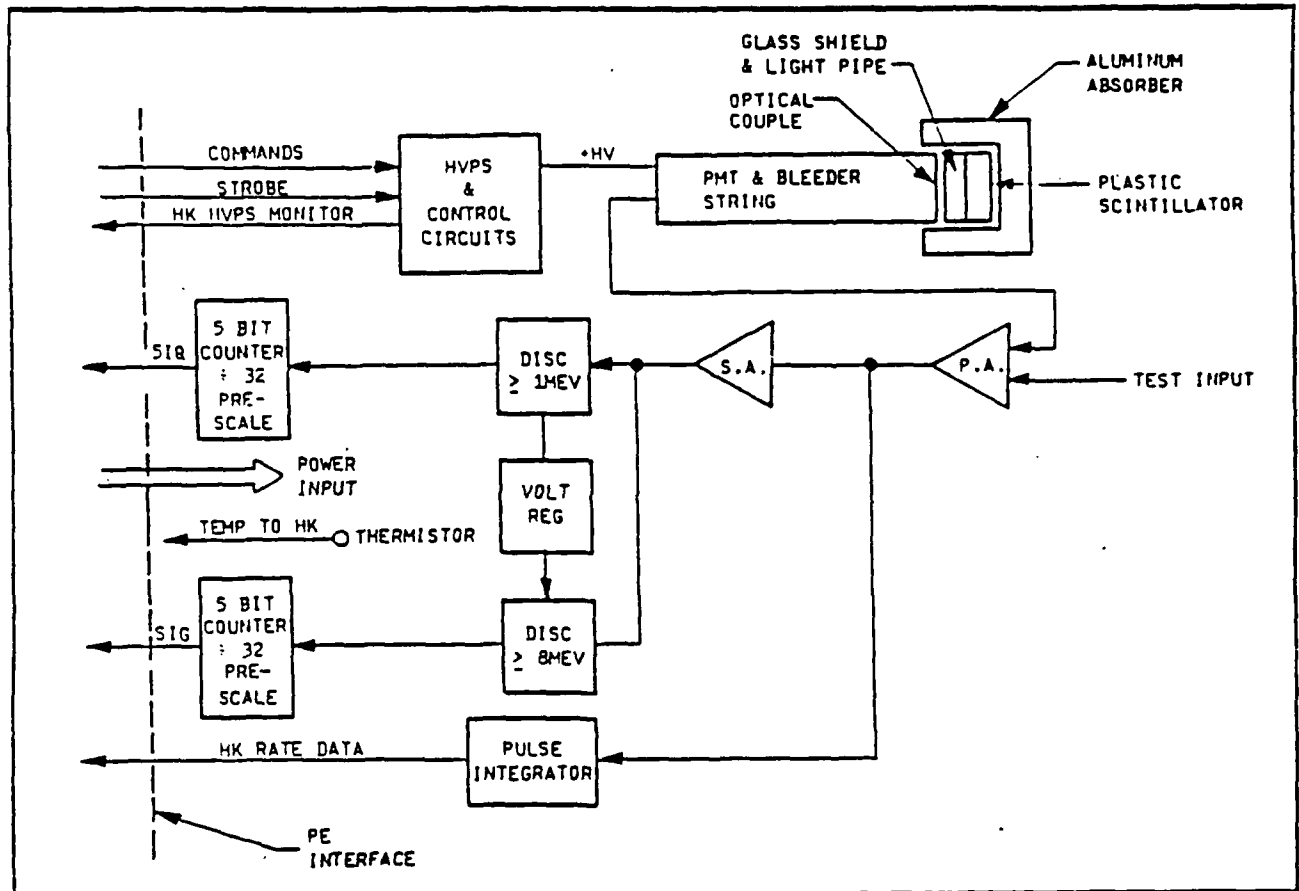 GLASS SHIELD
& LIGHT PIPE
ALUMINUM
ABSORBER
OPTICAL
COUPLE
COMMANDS
STROBE
HK HVPS MONITOR
HVPS
&
CONTROL
CIRCUITS
+HV
PMT & BLEEDER
STRING
PLASTIC
SCINTILLATOR
SIG
5 BIT
COUNTER
÷ 32
PRE-
SCALE
DISC
≥ 1MEV
S.A.
P.A.
TEST INPUT
POWER
INPUT
VOLT
REG
TEMP TO HK
THERMISTOR
SIG
5 BIT
COUNTER
÷ 32
PRE-
SCALE
DISC
≥ 8MEV
HK RATE DATA
PULSE
INTEGRATOR
PE
INTERFACE